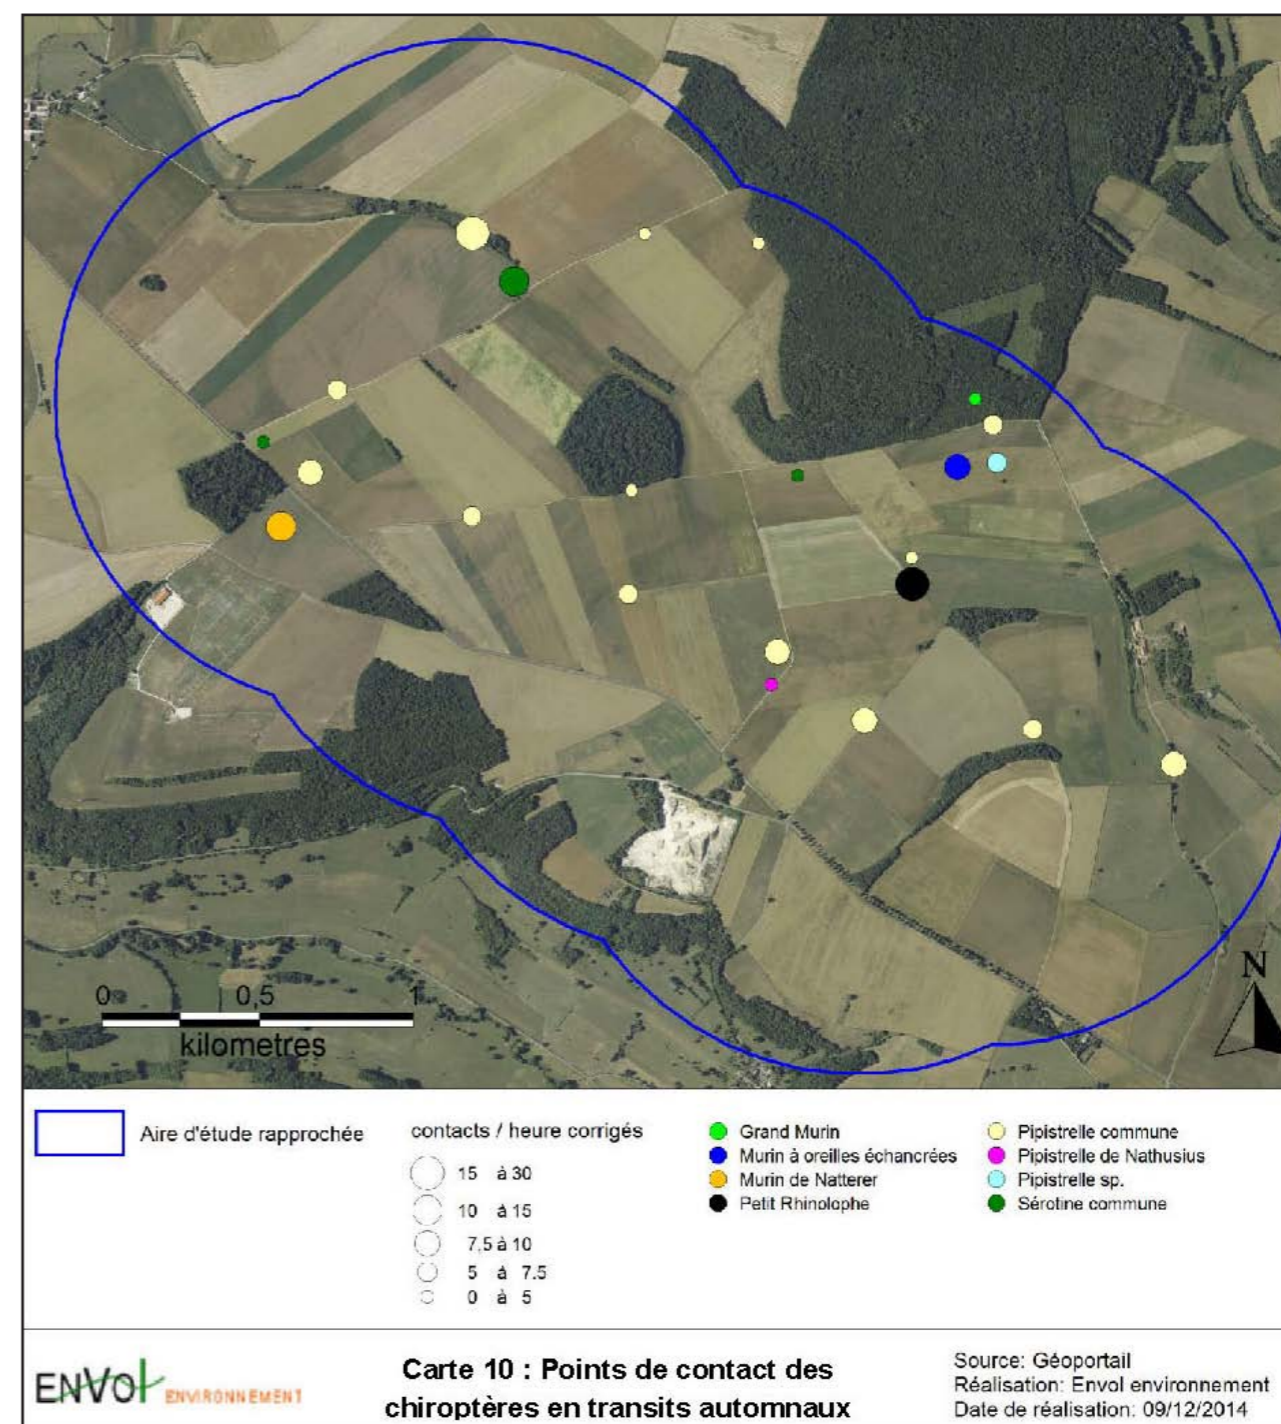 N
0 0,5 1
kilometres
Aire d'étude rapprochée
contacts / heure corrigés
15 à 30
10 à 15
7,5 à 10
5 à 7.5
0 à 5
Grand Murin
Murin à oreilles échancrées
Murin de Natterer
Petit Rhinolophe
Pipistrelle commune
Pipistrelle de Nathusius
Pipistrelle sp.
Sérotine commune
ENVOL ENVIRONNEMENT
Carte 10 : Points de contact des
chiroptères en transits automnaux
Source: Géoportail
Réalisation: Envol environnement
Date de réalisation: 09/12/2014